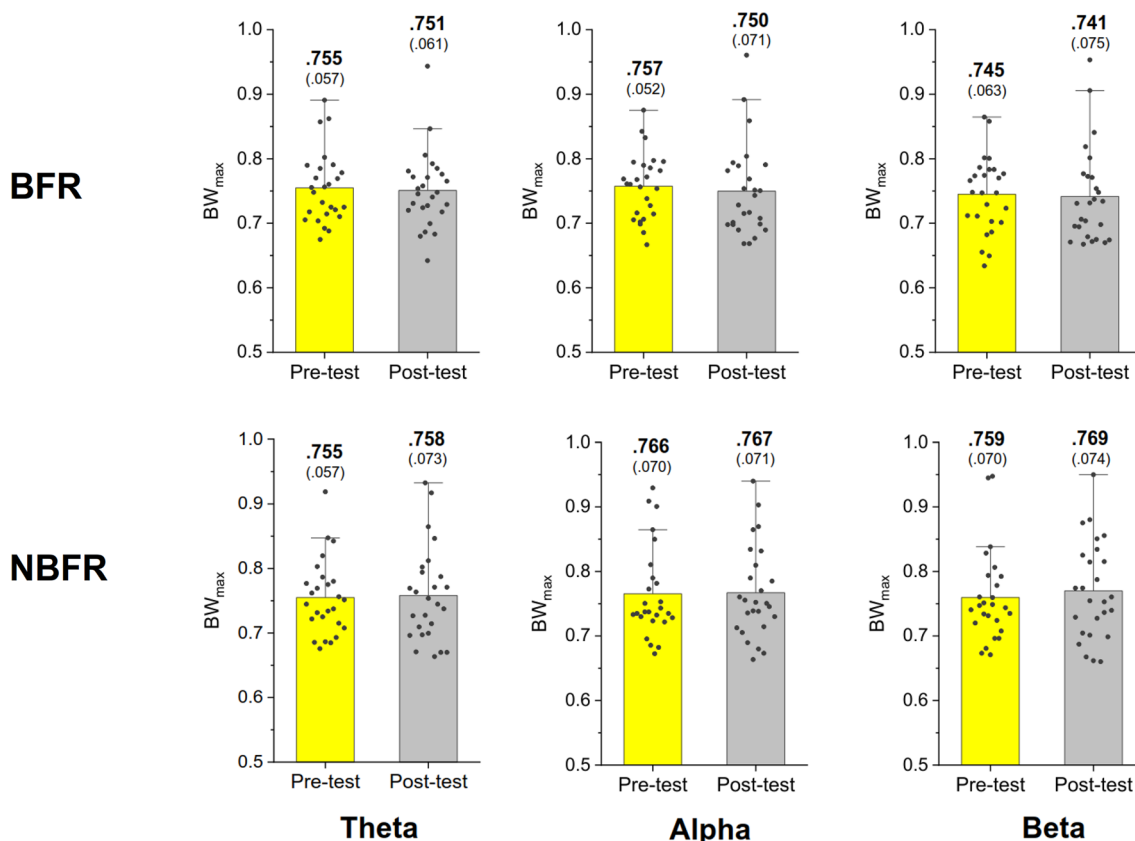 BFR
1.0
0.9
0.8
0.7
0.6
0.5
BWmax
.755
(.057)
.751
(.061)
Pre-test
Post-test
1.0
0.9
0.8
0.7
0.6
0.5
BWmax
.757
(.052)
.750
(.071)
Pre-test
Post-test
1.0
0.9
0.8
0.7
0.6
0.5
BWmax
.745
(.063)
.741
(.075)
Pre-test
Post-test
NBFR
1.0
0.9
0.8
0.7
0.6
0.5
BWmax
.755
(.057)
.758
(.073)
Pre-test
Post-test
1.0
0.9
0.8
0.7
0.6
0.5
BWmax
.766
(.070)
.767
(.071)
Pre-test
Post-test
1.0
0.9
0.8
0.7
0.6
0.5
BWmax
.759
(.070)
.769
(.074)
Pre-test
Post-test
Theta
Alpha
Beta